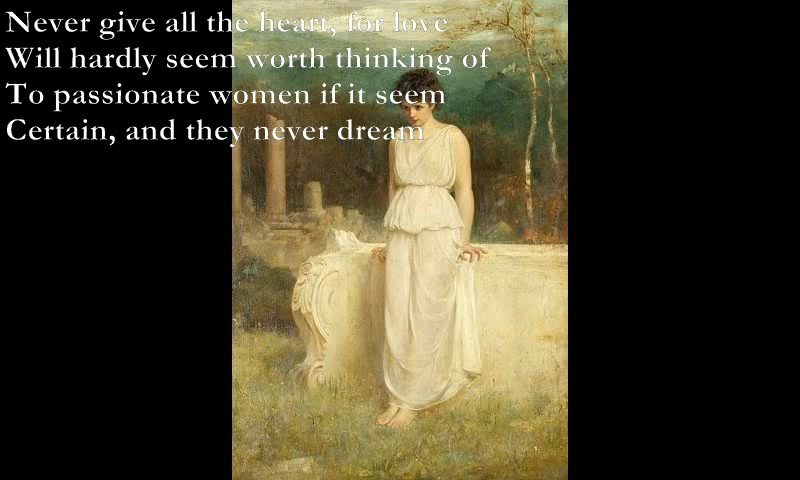 Never give all the heart, for love
Will hardly seem worth thinking of
To passionate women if it seem
Certain, and they never dream